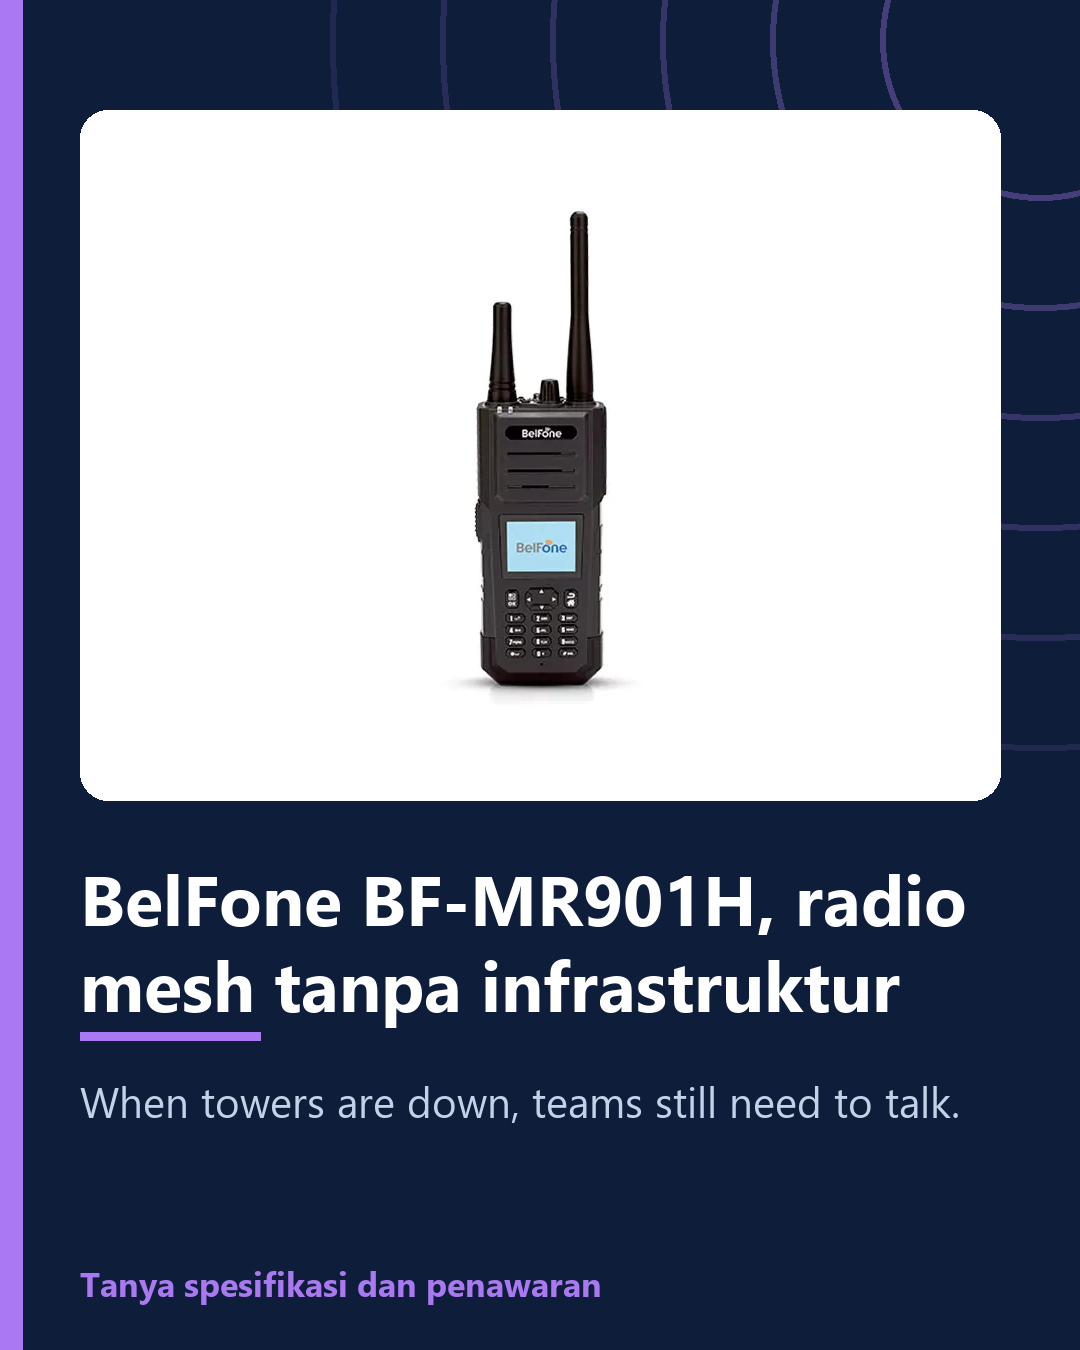 BelFone
BelFone
BelFone BF-MR901H, radio
mesh tanpa infrastruktur
When towers are down, teams still need to talk.
Tanya spesifikasi dan penawaran